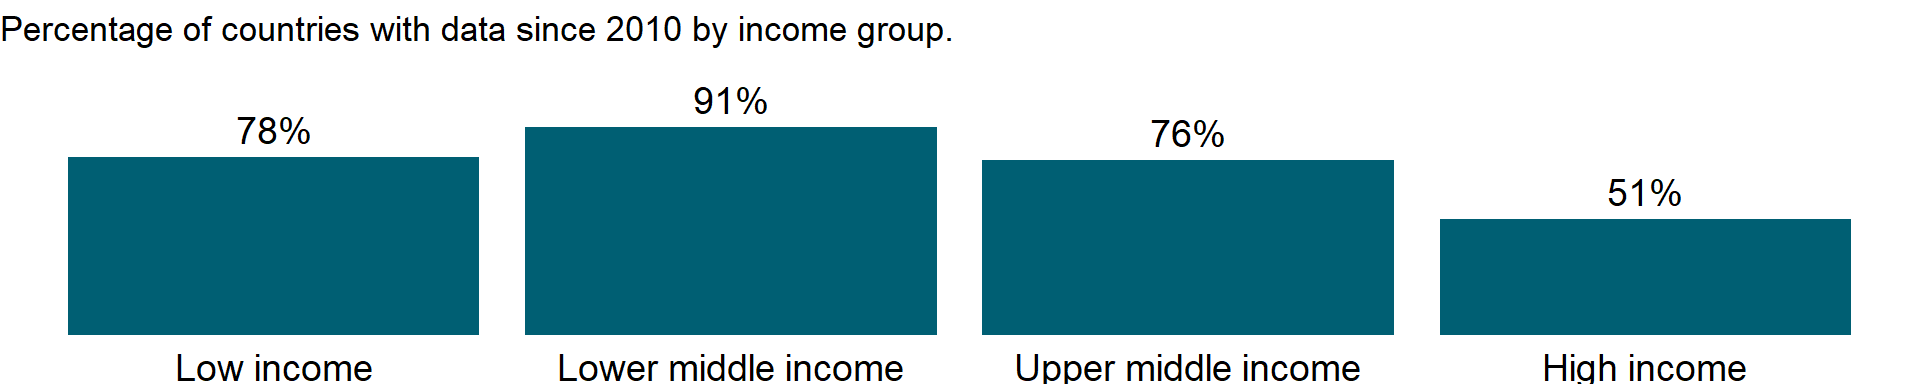 Percentage of countries with data since 2010 by income group.
91%
78%
76%
51%
Low income Lower middle income Upper middle income High income